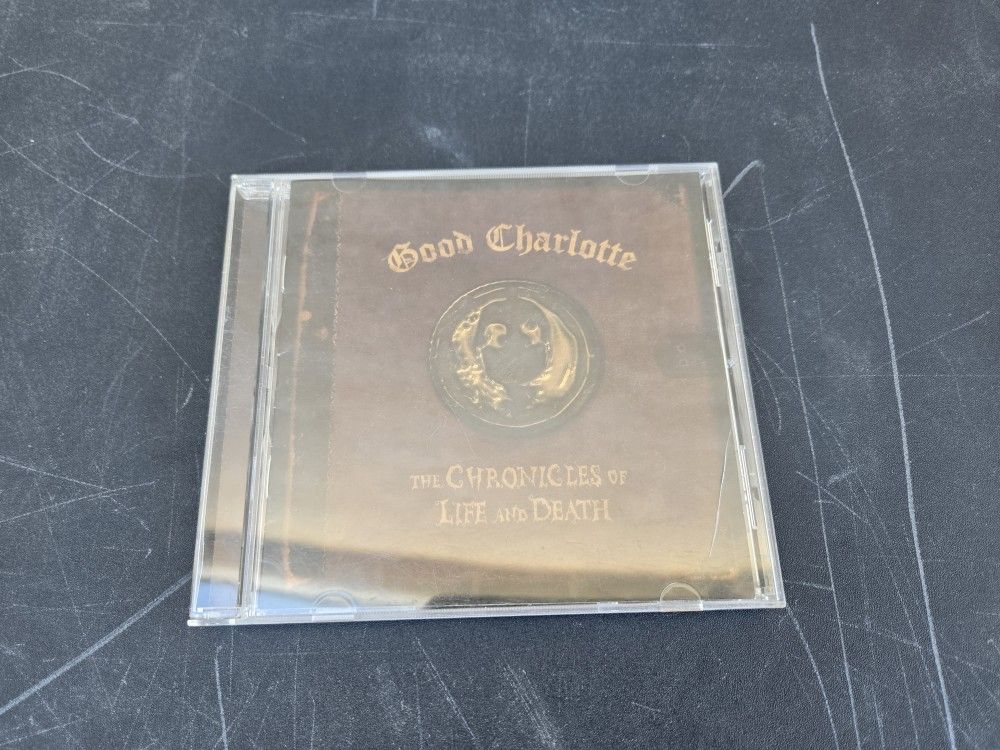 Good Charlotte
THE CHRONICLES OF
LIFE AND DEATH